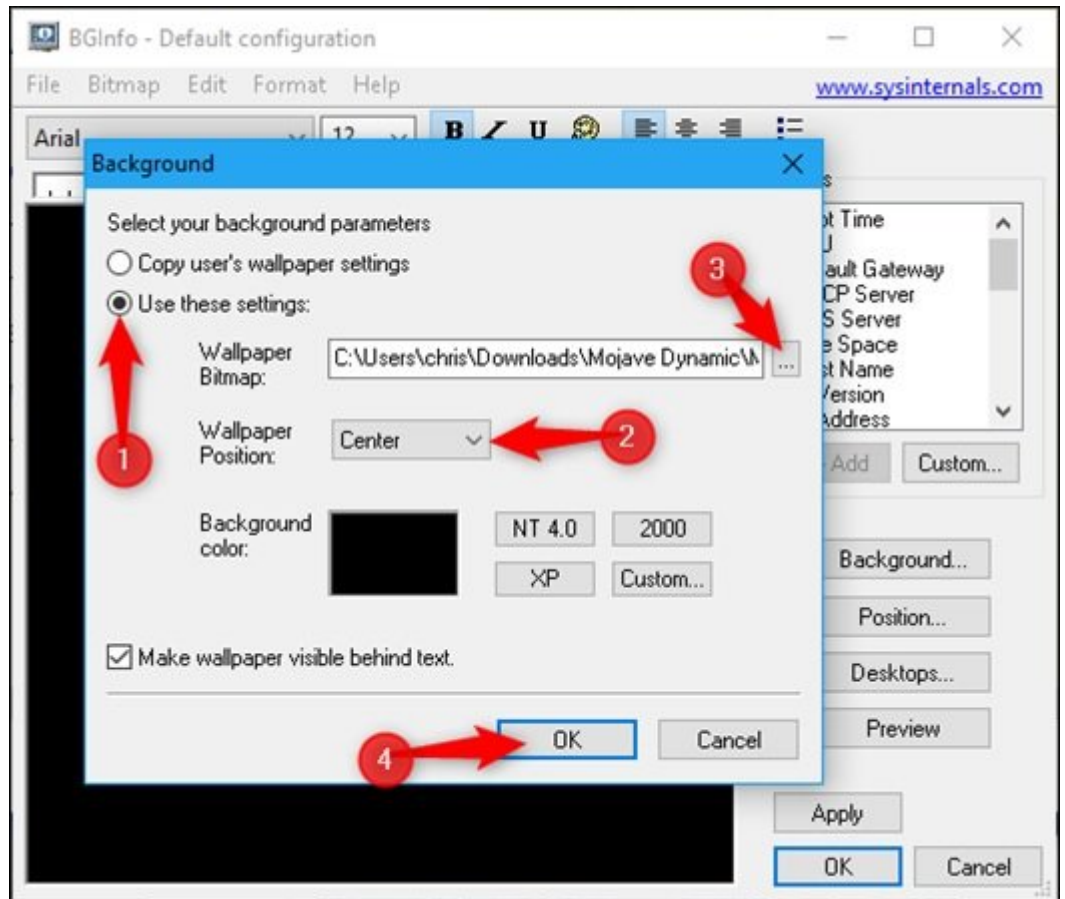 BGInfo - Default configuration
File Bitmap Edit Format Help www.sysinternals.com
Arial 12 B I U
Background
Select your background parameters
Copy user's wallpaper settings
Use these settings:
Wallpaper Bitmap: C:\Users\chris\Downloads\Mojave Dynamic\M ...
Wallpaper Position: Center
Background color: NT 4.0 2000
XP Custom...
Make wallpaper visible behind text.
OK Cancel
1
2
3
4
s
ot Time
U
ault Gateway
CP Server
S Server
e Space
st Name
Version
Address
Add Custom...
Background...
Position...
Desktops...
Preview
Apply
OK Cancel